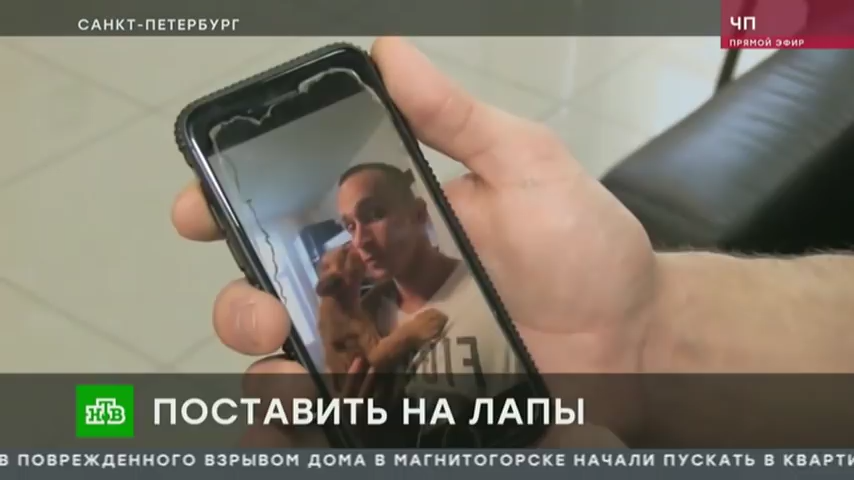 САНКТ-ПЕТЕРБУРГ
ЧП
ПРЯМОЙ ЭФИР
НТВ
ПОСТАВИТЬ НА ЛАПЫ
В ПОВРЕЖДЕННОГО ВЗРЫВОМ ДОМА В МАГНИТОГОРСКЕ НАЧАЛИ ПУСКАТЬ В КВАРТИ